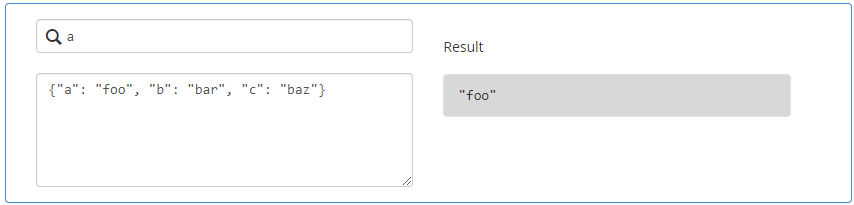 a
{"a": "foo", "b": "bar", "c": "baz"}
Result
"foo"